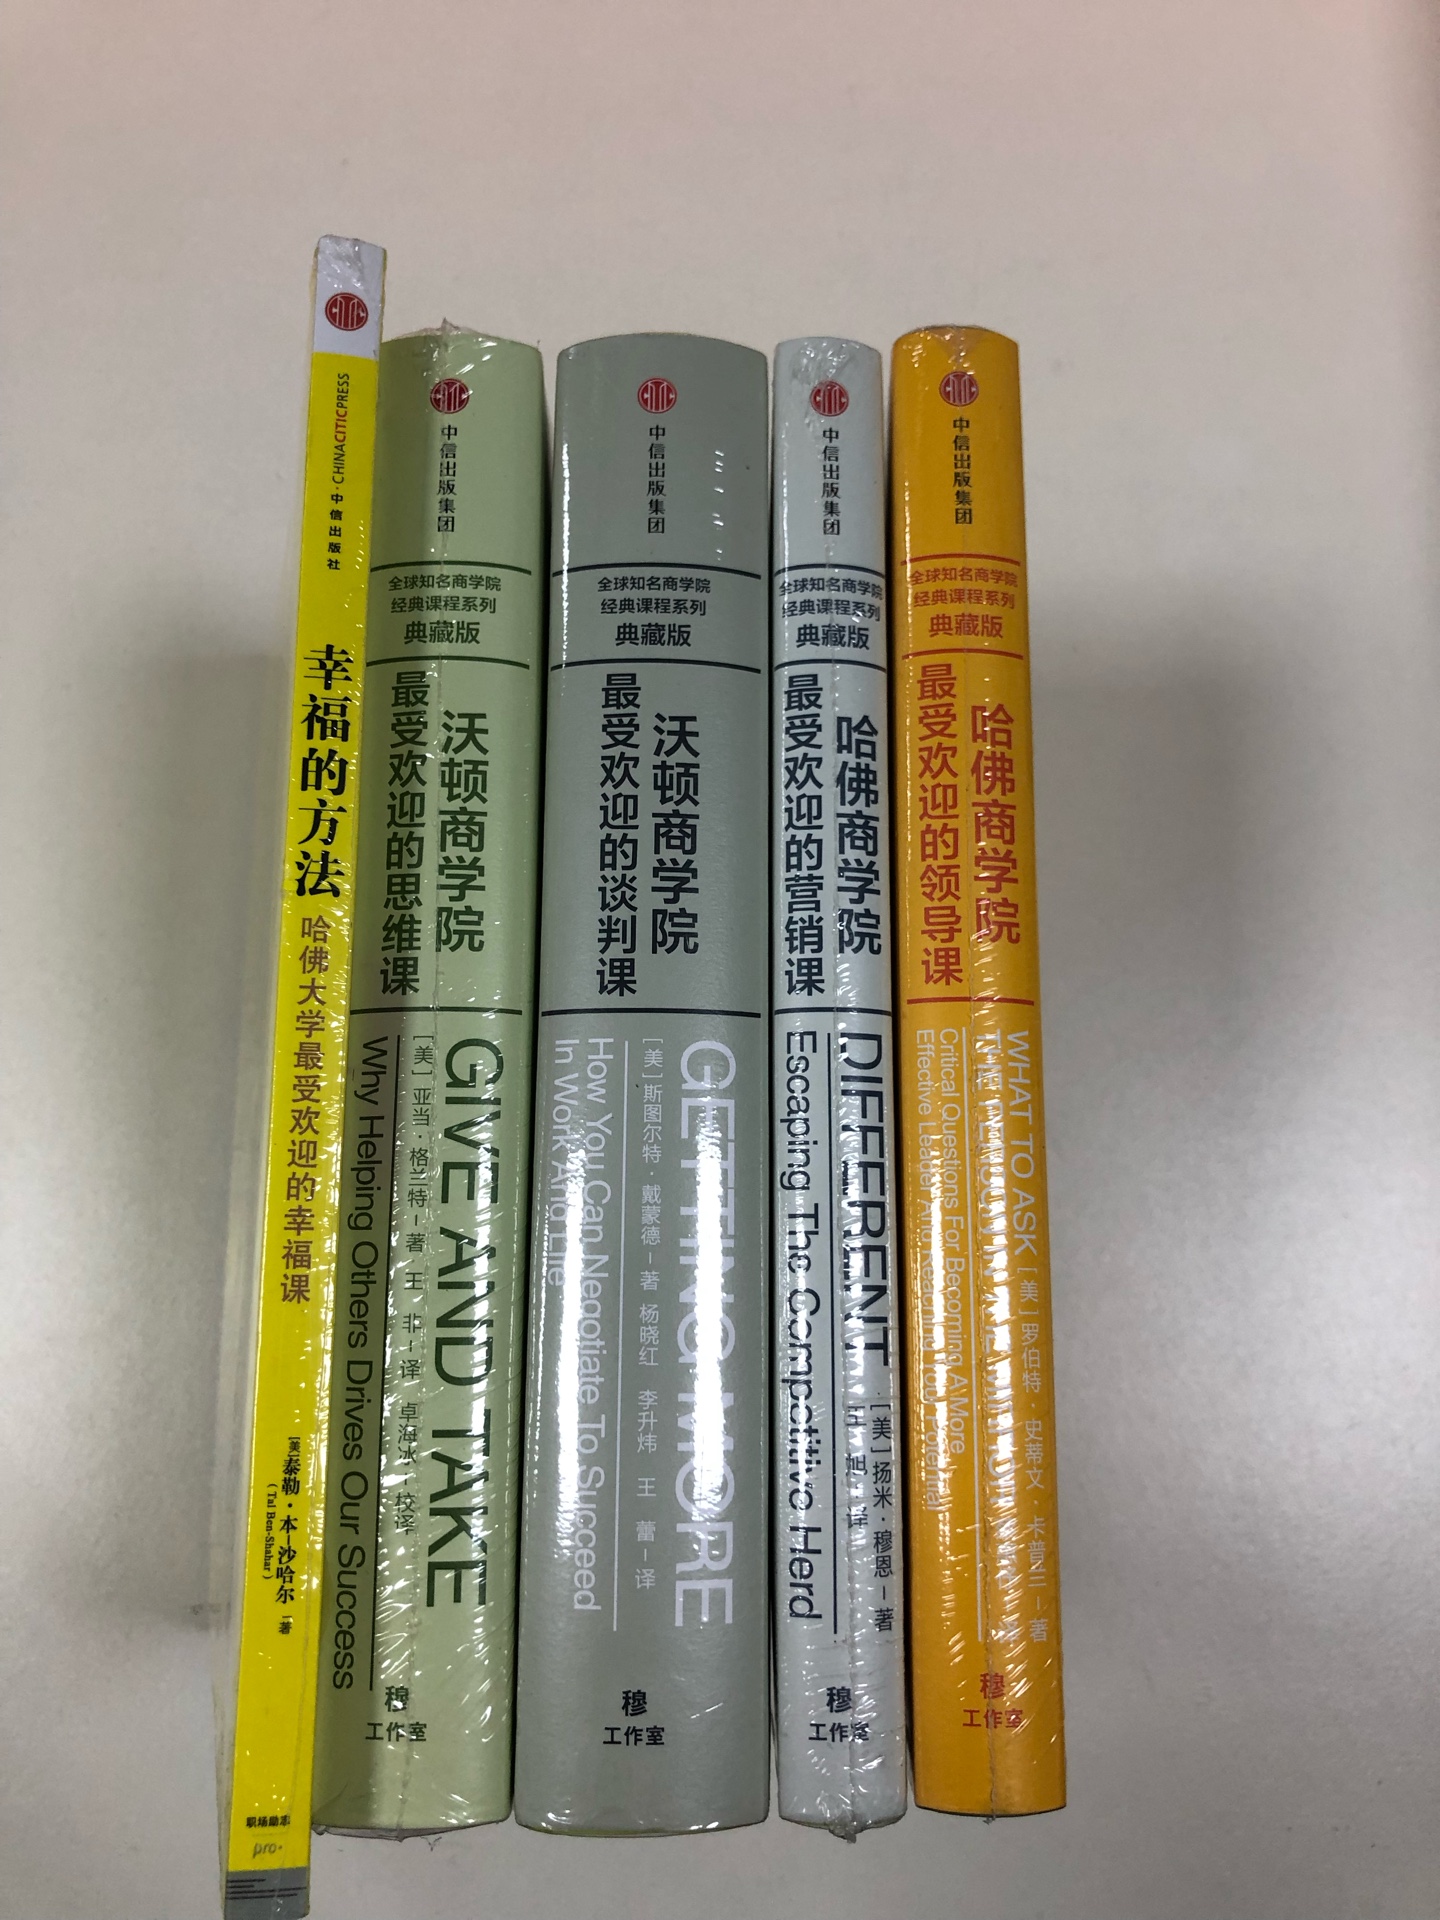 CHINACITICPRESS
中信出版社
幸福的方法
哈佛大学最受欢迎的幸福课
[美]泰勒·本-沙哈尔
(Tal Ben-Shahar)
著
职场励志
pro.
中信出版集团
全球知名商学院
经典课程系列
典藏版
沃顿商学院
最受欢迎的思维课
GIVE AND TAKE
[美]亚当·格兰特-著 王 非-译 卓海冰-校译
Why Helping Others Drives Our Success
穆
工作室
中信出版集团
全球知名商学院
经典课程系列
典藏版
沃顿商学院
最受欢迎的谈判课
GETTING MORE
[美]斯图尔特·戴蒙德-著 杨晓红 李升炜 王 蕾-译
How You Can Negotiate To Succeed
In Work And Life
穆
工作室
中信出版集团
全球知名商学院
经典课程系列
典藏版
哈佛商学院
最受欢迎的营销课
DIFFERENT
[美]扬米·穆恩-著
王 译
Escaping The Competitive Herd
穆
工作室
中信出版集团
全球知名商学院
经典课程系列
典藏版
哈佛商学院
最受欢迎的领导课
WHAT TO ASK
THE PERSON IN THE MIRROR
[美]罗伯特·史蒂文·卡普兰-著
译
Critical Questions For Becoming A More
Effective Leader And Reaching Your Potential
穆
工作室